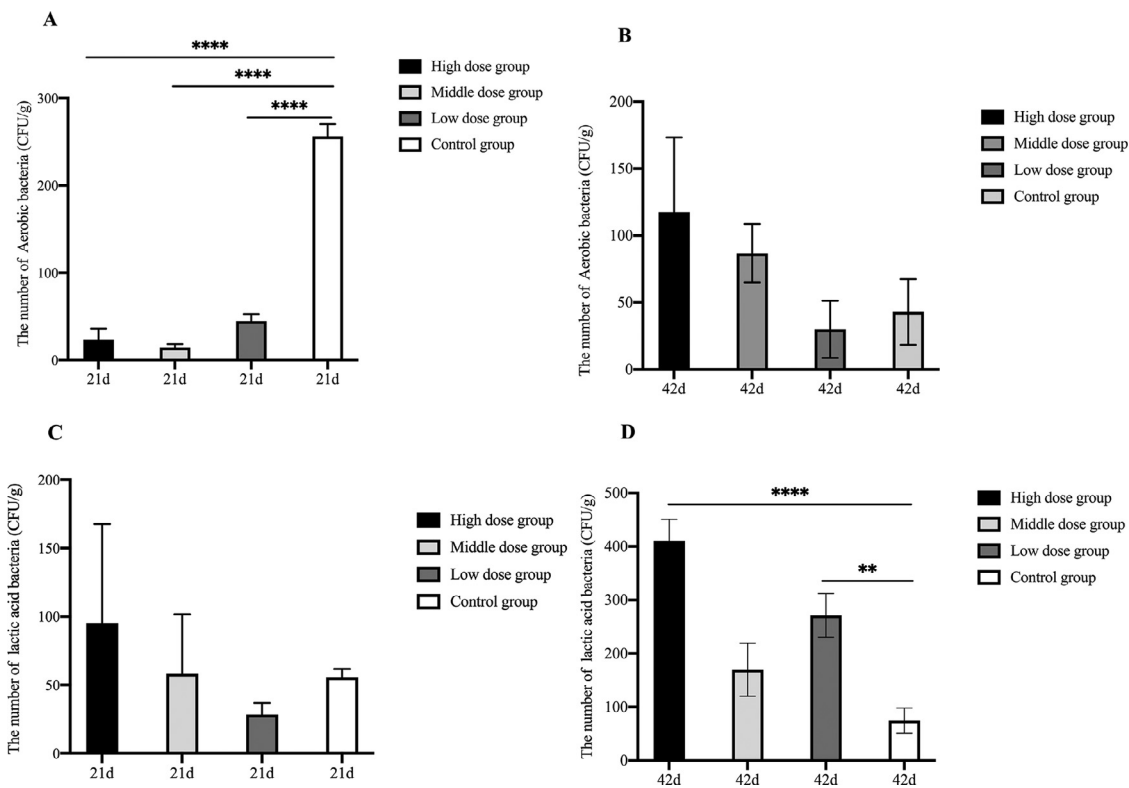 A
The number of Aerobic bacteria (CFU/g)
300
200
100
0
21d 21d 21d 21d
****
****
****
High dose group
Middle dose group
Low dose group
Control group
B
The number of Aerobic bacteria (CFU/g)
200
150
100
50
0
42d 42d 42d 42d
High dose group
Middle dose group
Low dose group
Control group
C
The number of lactic acid bacteria (CFU/g)
200
150
100
50
0
21d 21d 21d 21d
High dose group
Middle dose group
Low dose group
Control group
D
The number of lactic acid bacteria (CFU/g)
500
400
300
200
100
0
42d 42d 42d 42d
****
**
High dose group
Middle dose group
Low dose group
Control group